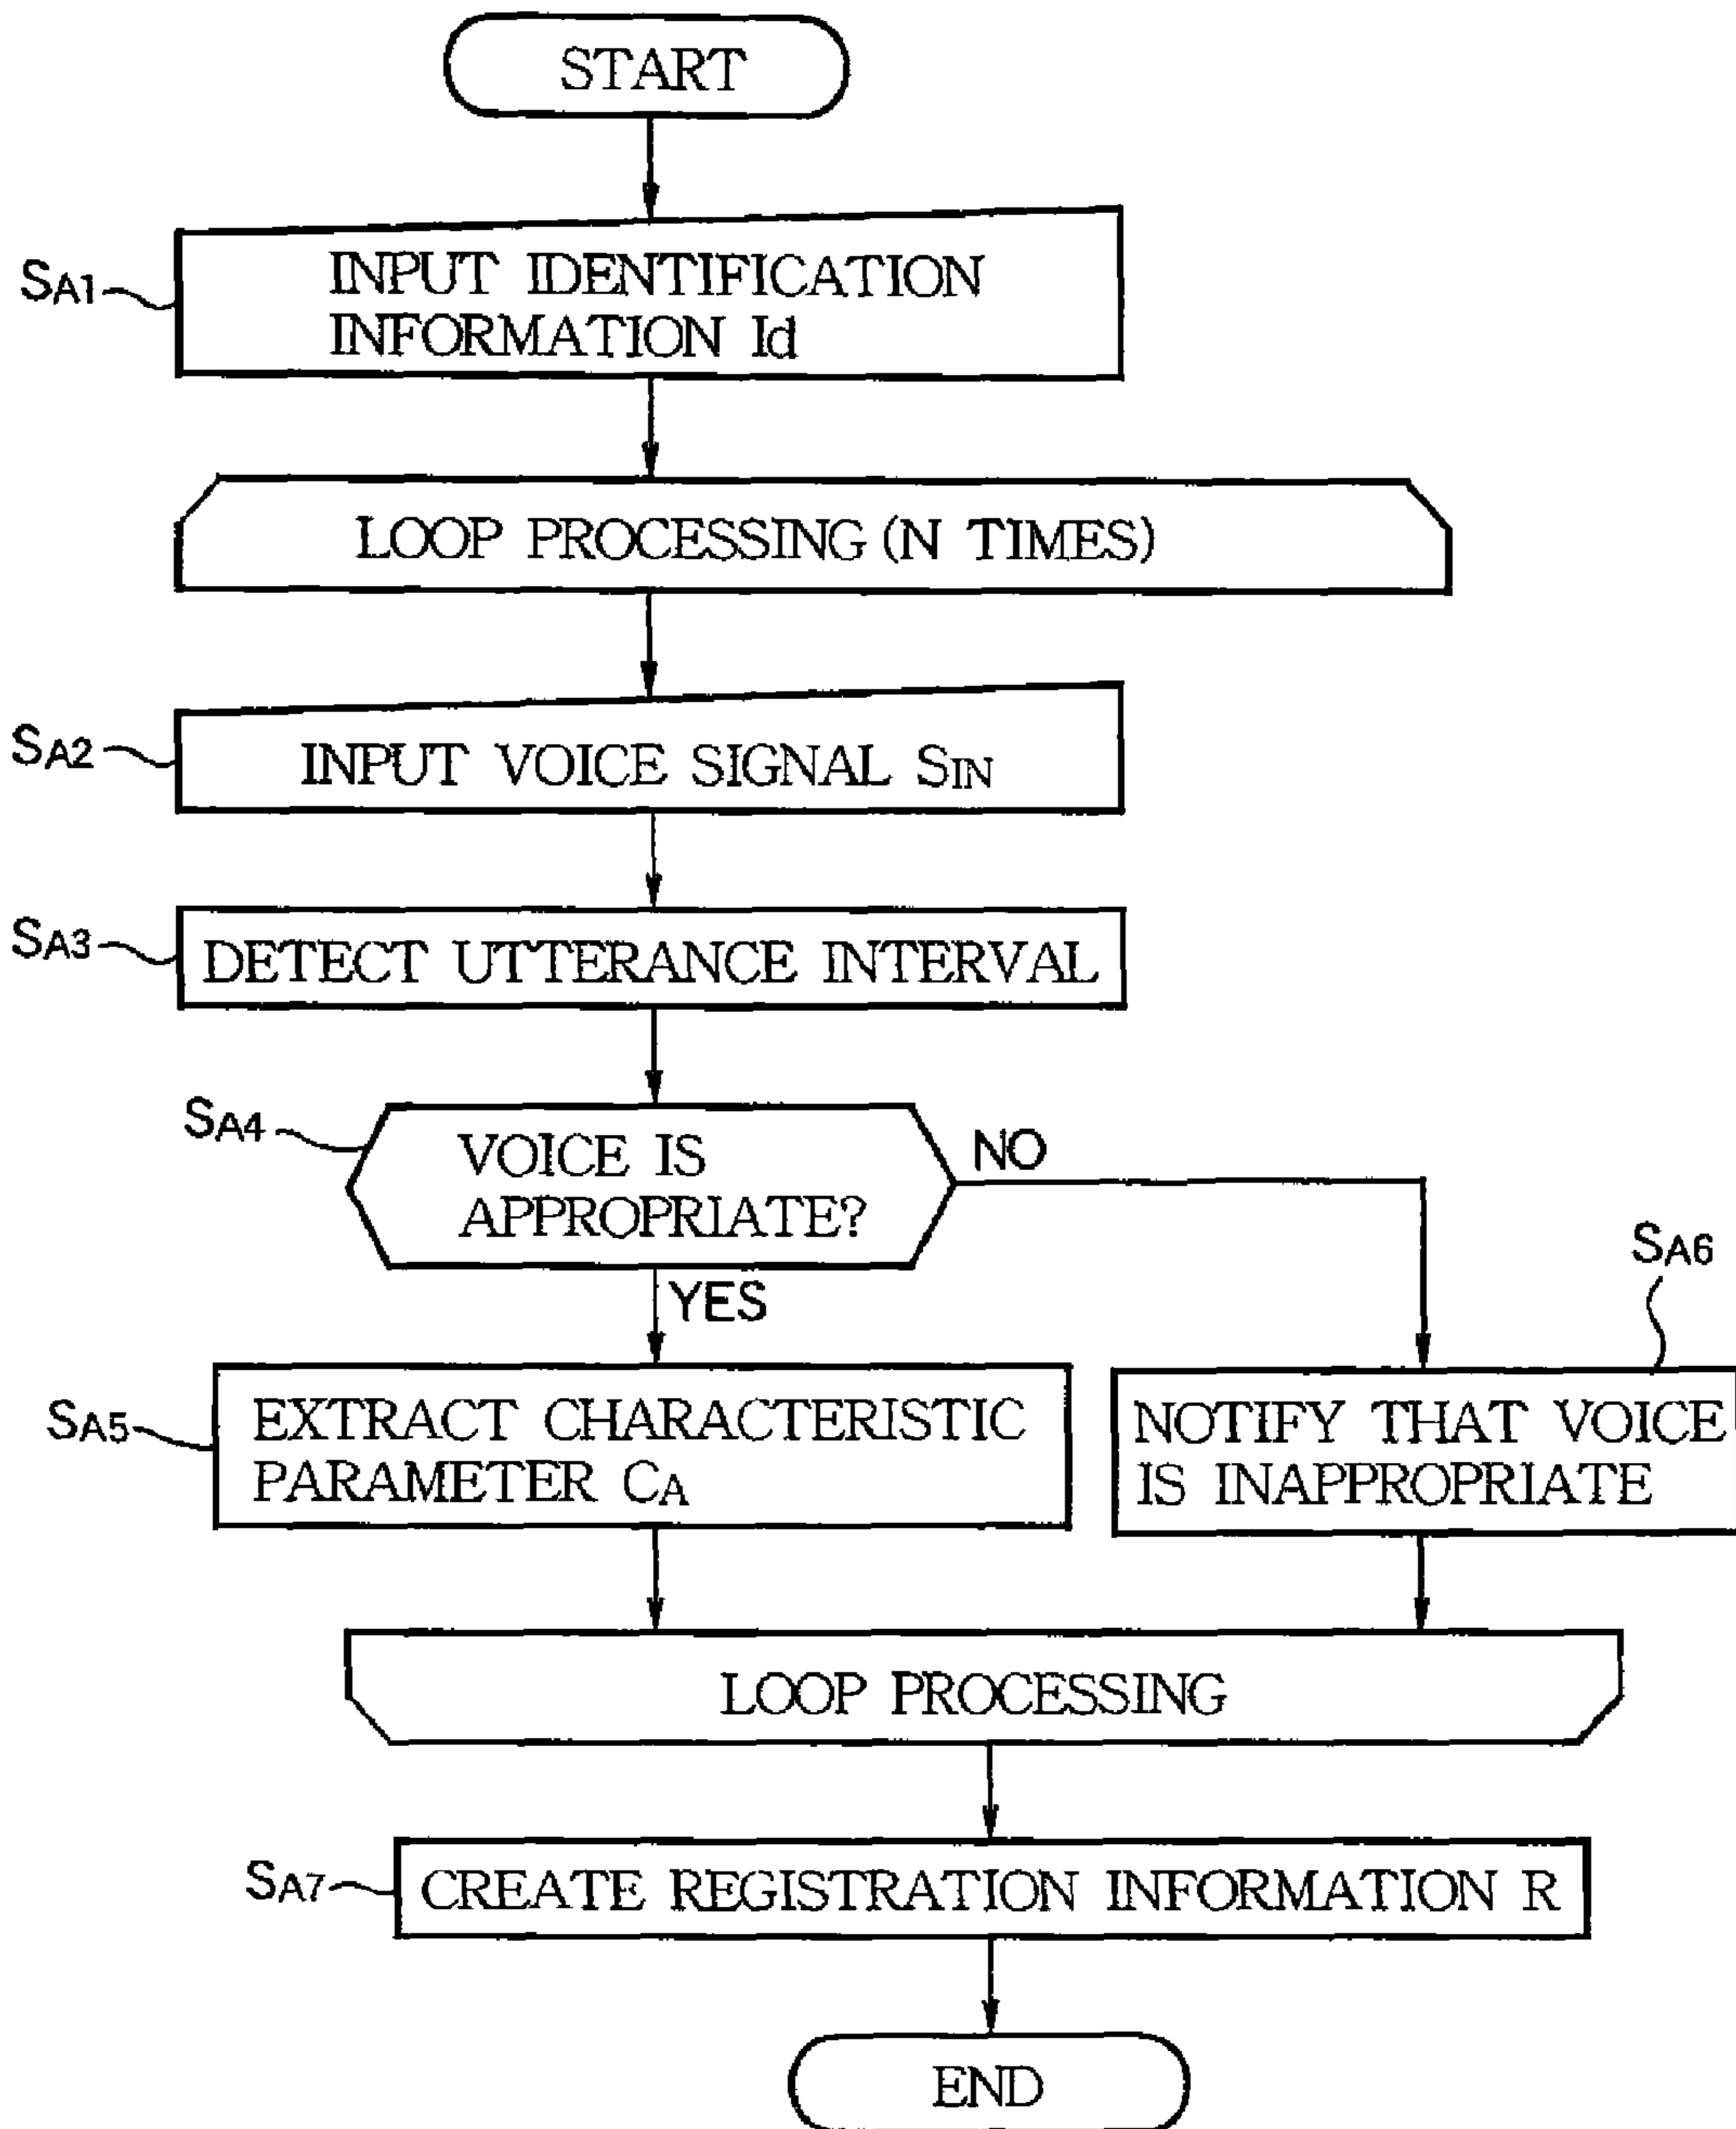 START
SA1
INPUT IDENTIFICATION
INFORMATION Id
LOOP PROCESSING (N TIMES)
SA2
INPUT VOICE SIGNAL SIN
SA3
DETECT UTTERANCE INTERVAL
SA4
VOICE IS
APPROPRIATE?
NO
YES
SA5
EXTRACT CHARACTERISTIC
PARAMETER CA
SA6
NOTIFY THAT VOICE
IS INAPPROPRIATE
LOOP PROCESSING
SA7
CREATE REGISTRATION INFORMATION R
END